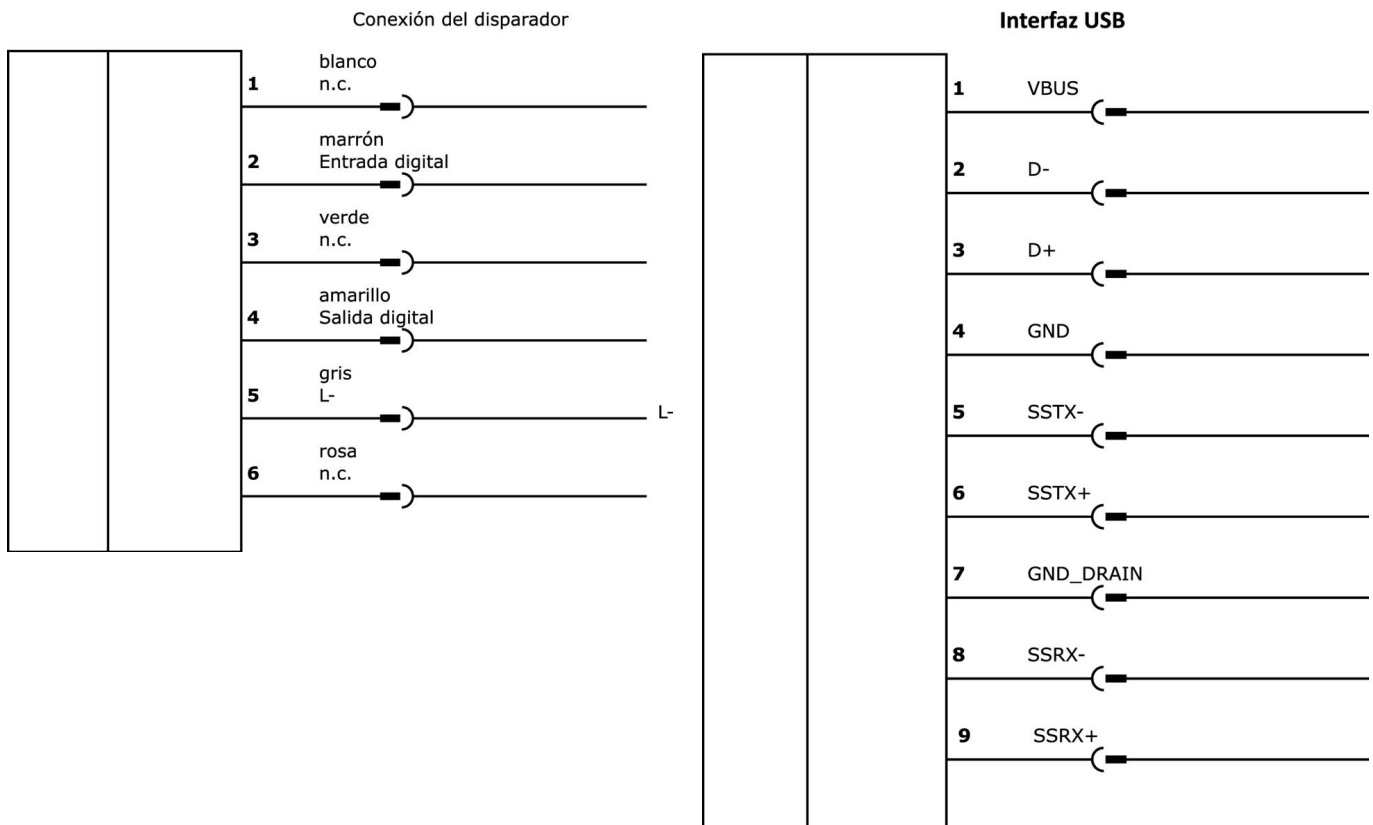 Conexión del disparador
blanco
1 n.c.
marrón
2 Entrada digital
verde
3 n.c.
amarillo
4 Salida digital
gris
5 L-
L-
rosa
6 n.c.
Interfaz USB
1 VBUS
2 D-
3 D+
4 GND
5 SSTX-
6 SSTX+
7 GND_DRAIN
8 SSRX-
9 SSRX+